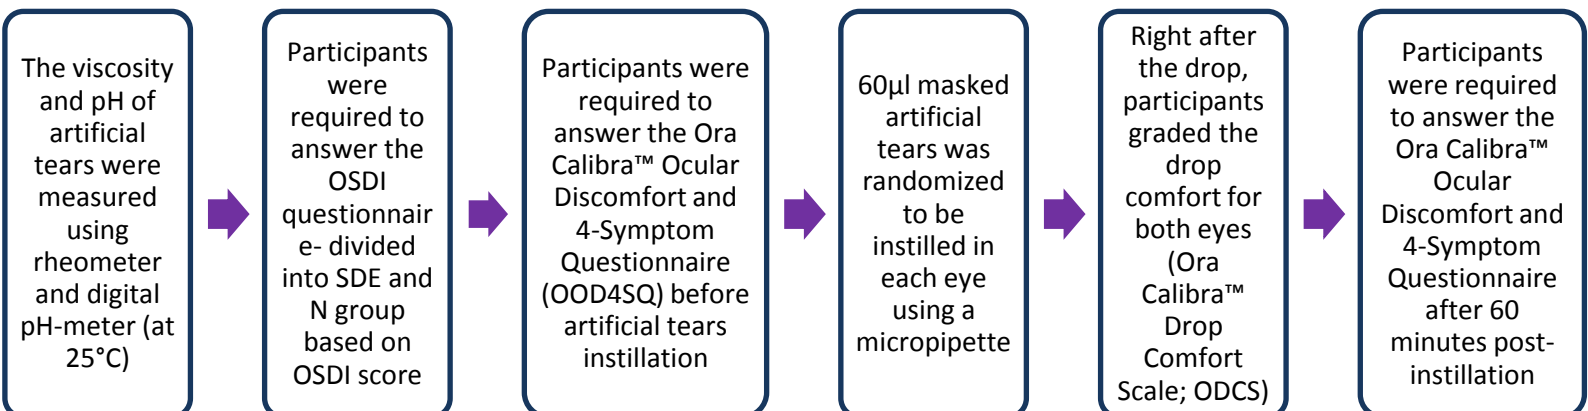 The viscosity
and pH of
artificial
tears were
measured
using
rheometer
and digital
pH-meter (at
25°C)
Participants
were
required to
answer the
OSDI
questionnair
e- divided
into SDE and
N group
based on
OSDI score
Participants were
required to
answer the Ora
Calibra™ Ocular
Discomfort and
4-Symptom
Questionnaire
(OOD4SQ) before
artificial tears
instillation
60μl masked
artificial
tears was
randomized
to be
instilled in
each eye
using a
micropipette
Right after
the drop,
participants
graded the
drop
comfort for
both eyes
(Ora
Calibra™
Drop
Comfort
Scale; ODCS)
Participants
were required
to answer the
Ora Calibra™
Ocular
Discomfort and
4-Symptom
Questionnaire
after 60
minutes post-
instillation